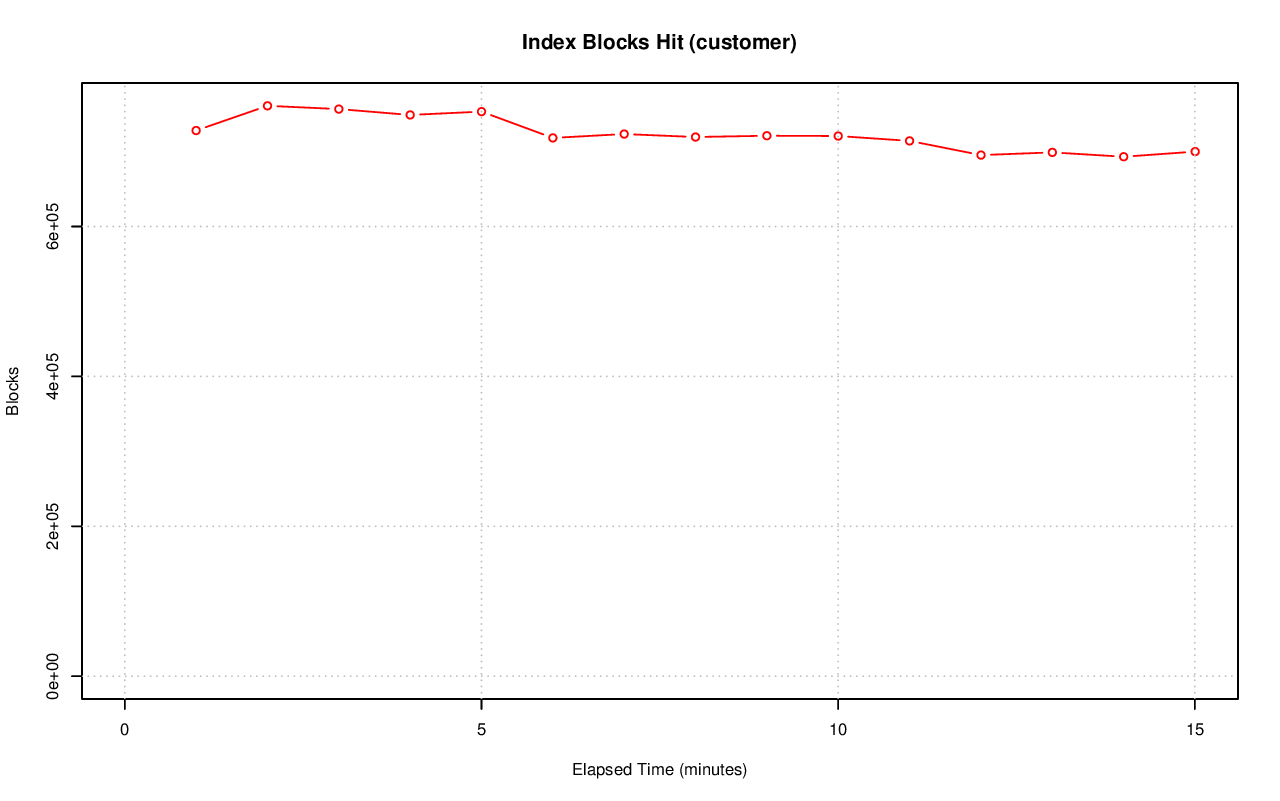 Index Blocks Hit (customer)
Blocks
6e+05
4e+05
2e+05
0e+00
0 5 10 15
Elapsed Time (minutes)